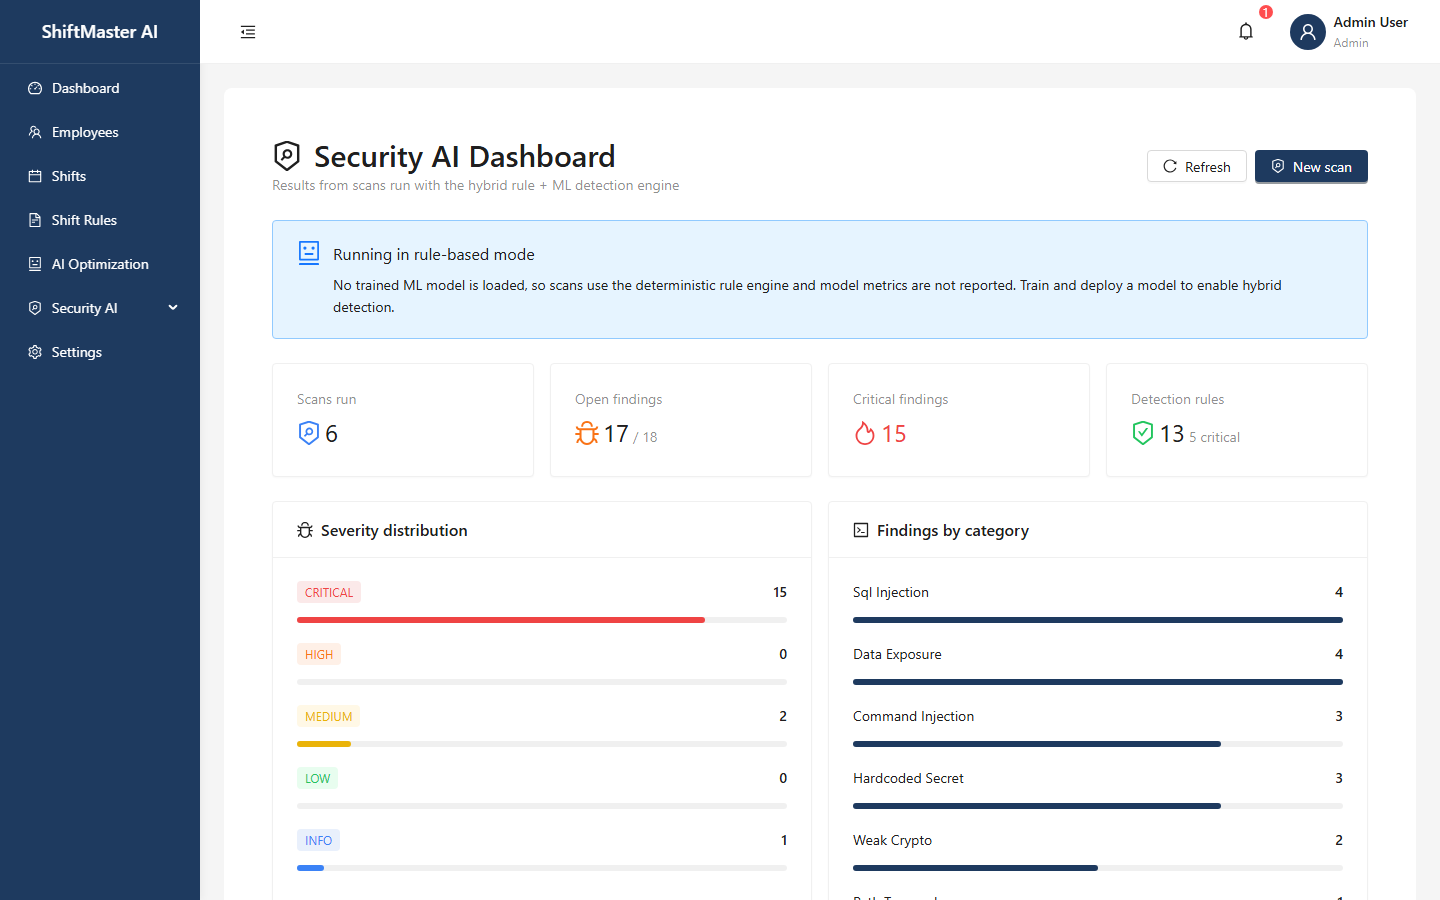 ShiftMaster AI
1
Admin User
Admin
Dashboard
Employees
Shifts
Shift Rules
AI Optimization
Security AI
Settings
Security AI Dashboard
Results from scans run with the hybrid rule + ML detection engine
Refresh
New scan
Running in rule-based mode
No trained ML model is loaded, so scans use the deterministic rule engine and model metrics are not reported. Train and deploy a model to enable hybrid
detection.
Scans run
6
Open findings
17 / 18
Critical findings
15
Detection rules
13 5 critical
Severity distribution
CRITICAL 15
HIGH 0
MEDIUM 2
LOW 0
INFO 1
Findings by category
Sql Injection 4
Data Exposure 4
Command Injection 3
Hardcoded Secret 3
Weak Crypto 2